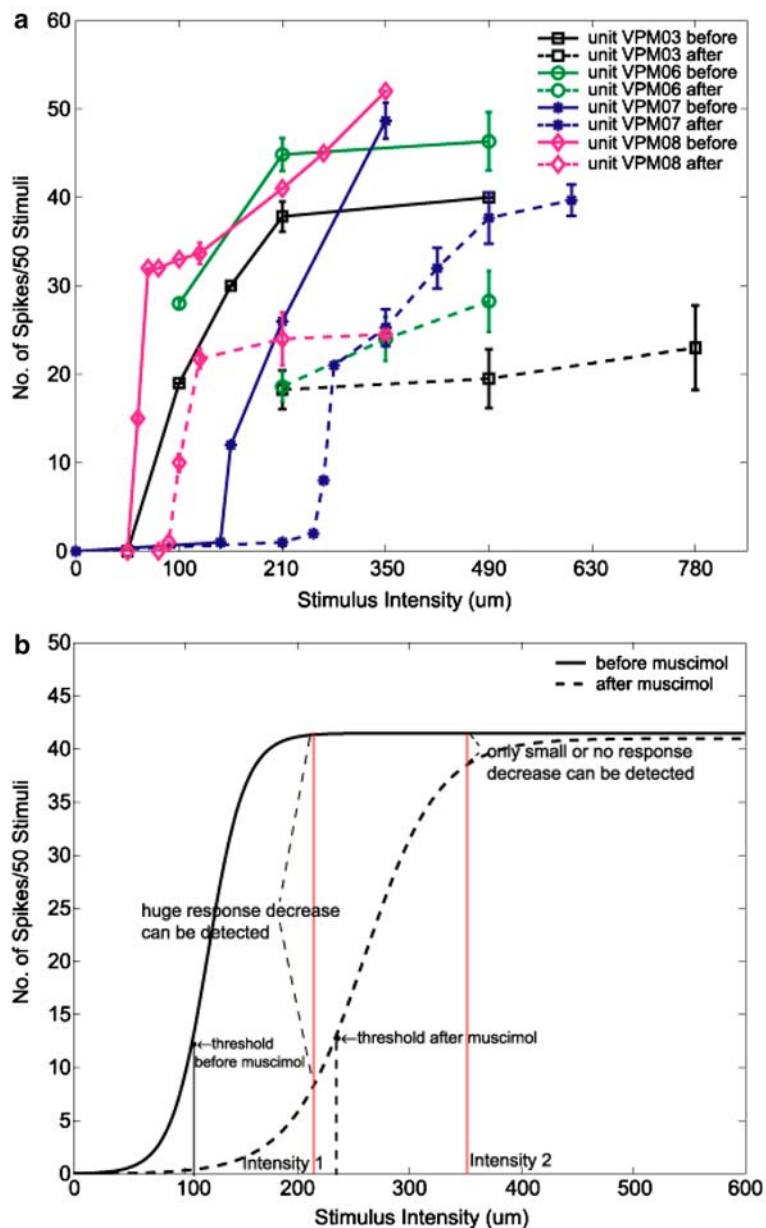 a
60
50
40
30
20
10
0
No. of Spikes/50 Stimuli
unit VPM03 before
unit VPM03 after
unit VPM06 before
unit VPM06 after
unit VPM07 before
unit VPM07 after
unit VPM08 before
unit VPM08 after
0 100 210 350 490 630 780
Stimulus Intensity (um)
b
50
45
40
35
30
25
20
15
10
5
0
No. of Spikes/50 Stimuli
before muscimol
after muscimol
only small or no response
decrease can be detected
huge response decrease
can be detected
←threshold
before muscimol
←threshold after muscimol
Intensity 1
Intensity 2
0 100 200 300 400 500 600
Stimulus Intensity (um)